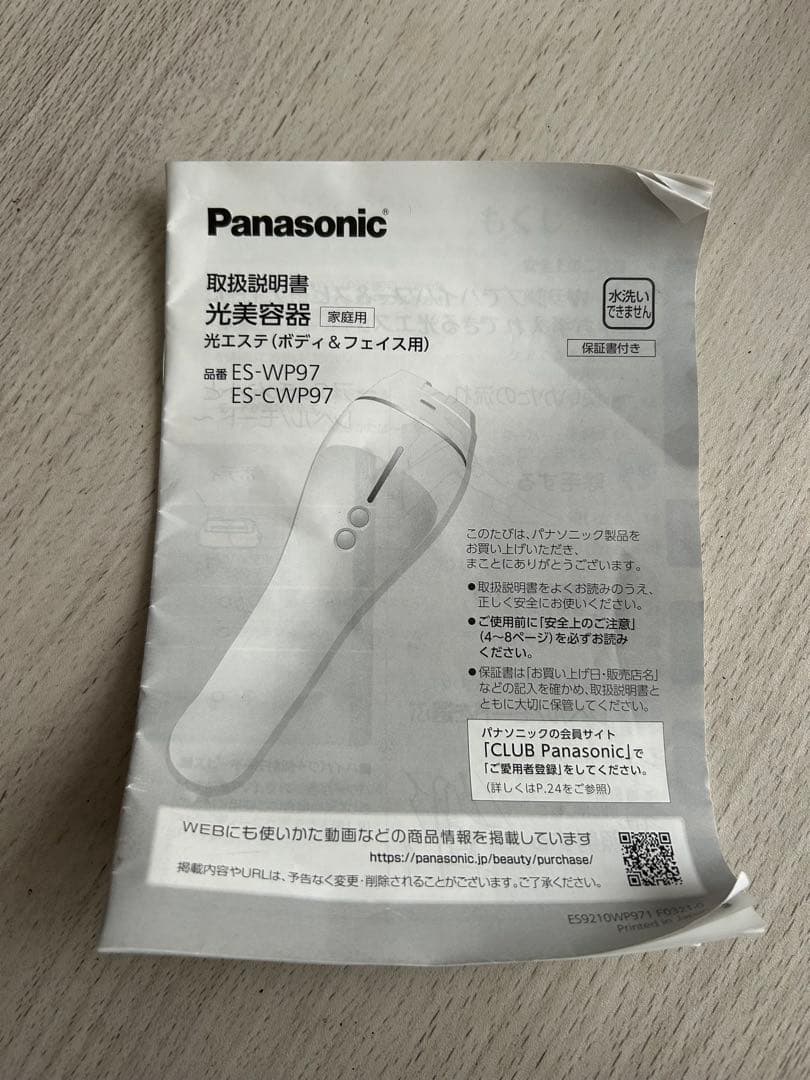 Panasonic®
取扱説明書
光美容器 家庭用
光エステ(ボディ&フェイス用)
品番 ES-WP97
ES-CWP97
水洗い
できません
保証書付き
このたびは、パナソニック製品を
お買い上げいただき、
まことにありがとうございます。
●取扱説明書をよくお読みのうえ、
正しく安全にお使いください。
●ご使用前に「安全上のご注意」
(4~8ページ)を必ずお読み
ください。
●保証書は「お買い上げ日・販売店名」
などの記入を確かめ、取扱説明書と
ともに大切に保管してください。
パナソニックの会員サイト
「CLUB Panasonic」で
「ご愛用者登録」をしてください。
(詳しくはP.24をご参照)
WEBにも使いかた動画などの商品情報を掲載しています
https://panasonic.jp/beauty/purchase/
掲載内容やURLは、予告なく変更・削除されることがございます。ご了承ください。
ES9210WP971 F0321-0
Printed in Japan